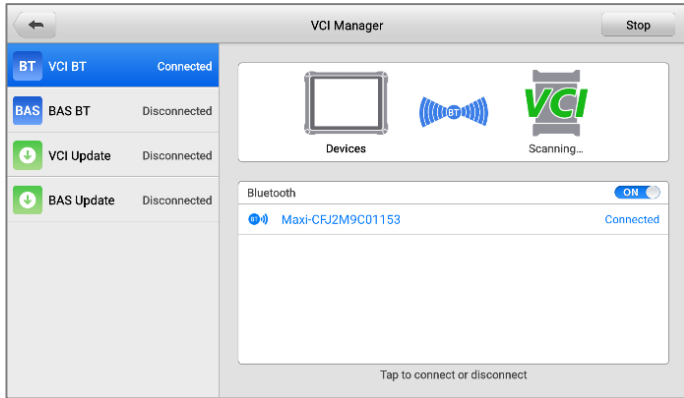 VCI Manager
Stop
BT VCI BT Connected
BAS BAS BT Disconnected
VCI Update Disconnected
BAS Update Disconnected
BT
VCI
Devices
Scanning...
Bluetooth ON
BT Maxi-CFJ2M9C01153 Connected
Tap to connect or disconnect